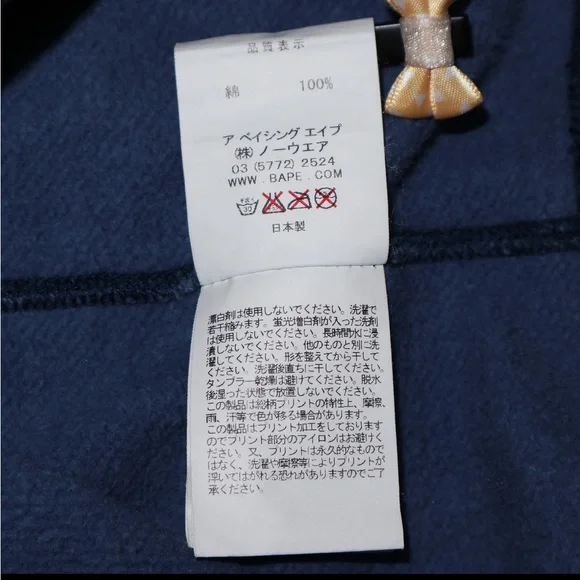 品質表示
綿 100%
ア ベイシング エイプ
㈱ ノーウエア
03 (5772) 2524
WWW.BAPE.COM
30
日本製
漂白剤は使用しないでください。洗濯で
若干縮みます。蛍光増白剤が入った洗剤
は使用しないでください。長時間水に浸
漬しないでください。他のものと別に洗
濯してください。形を整えてから干して
ください。洗濯後直ちに干してください。
タンブラー乾燥は避けてください。脱水
後湿った状態で放置しないでください。
この製品は総柄プリントの特性上、摩擦、
雨、汗等で色が移る場合があります。
この製品はプリント加工をしております
のでプリント部分のアイロンはお避けく
ださい。又、プリントは永久的なもので
はなく、洗濯や摩擦等によりプリントが
浮いてはがれる恐れがありますのでご了
承ください。